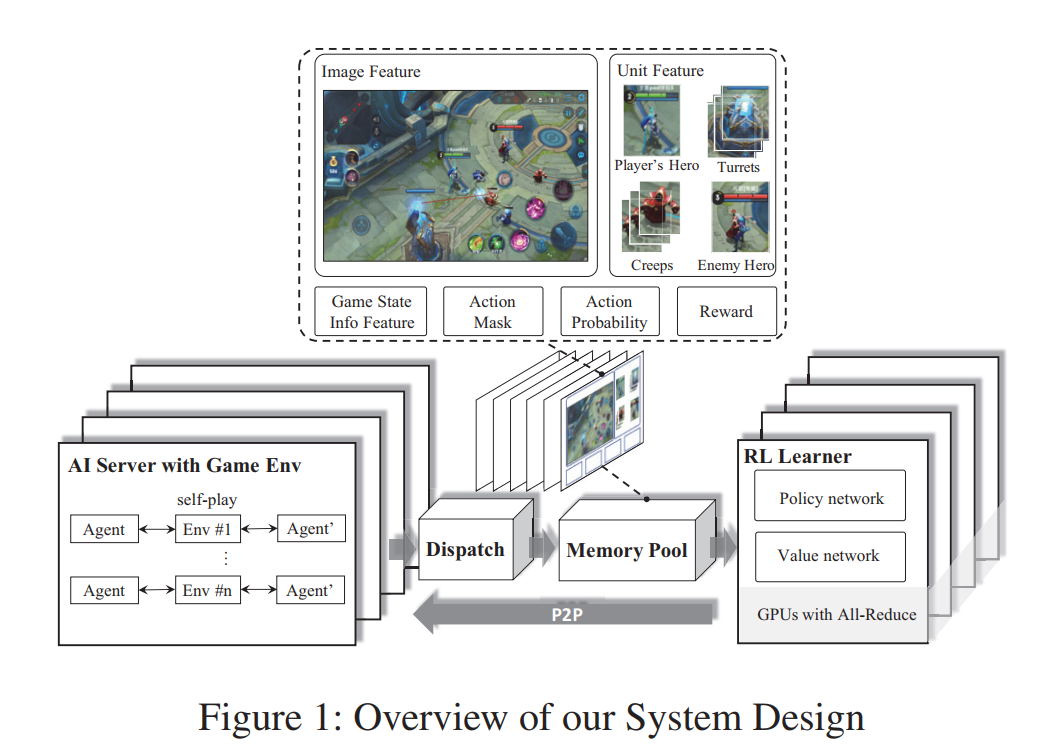 Image Feature
Unit Feature
Player's Hero
Turrets
Creeps
Enemy Hero
Game State
Info Feature
Action
Mask
Action
Probability
Reward
AI Server with Game Env
self-play
Agent
Env #1
Agent'
⋮
Agent
Env #n
Agent'
Dispatch
Memory Pool
P2P
RL Learner
Policy network
Value network
GPUs with All-Reduce
Figure 1: Overview of our System Design